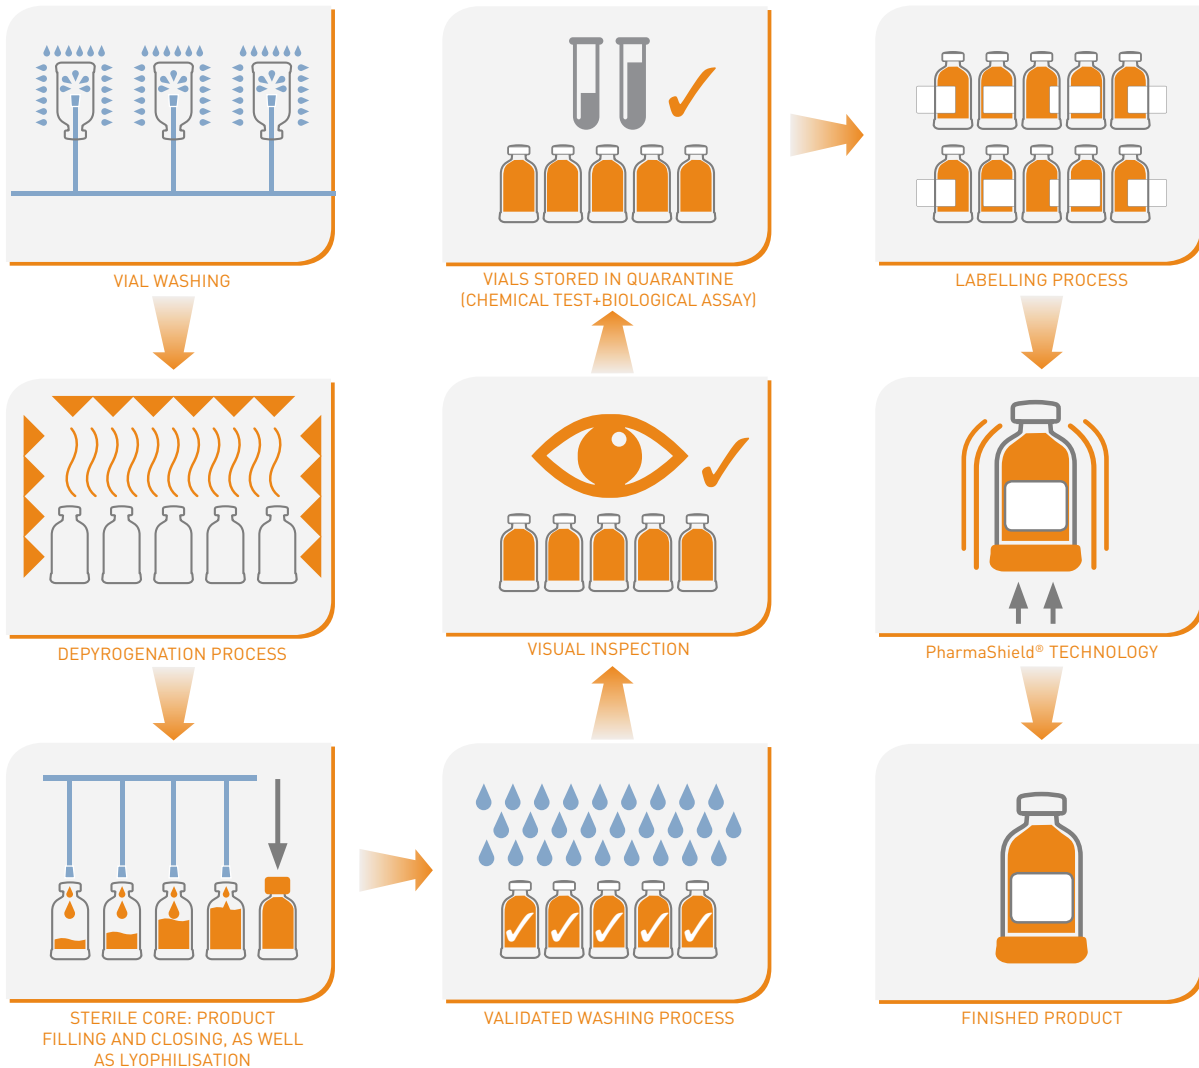 VIAL WASHING
DEPYROGENATION PROCESS
STERILE CORE: PRODUCT
FILLING AND CLOSING, AS WELL
AS LYOPHILISATION
VALIDATED WASHING PROCESS
VISUAL INSPECTION
VIALS STORED IN QUARANTINE
(CHEMICAL TEST+BIOLOGICAL ASSAY)
LABELLING PROCESS
PharmaShield® TECHNOLOGY
FINISHED PRODUCT